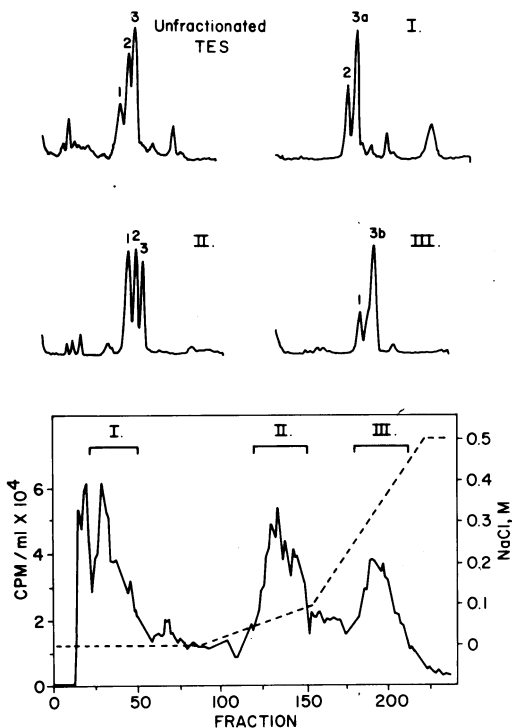 Unfractionated
TES
1
2
3
I.
2
3a
II.
1
2
3
III.
1
3b
I.
II.
III.
CPM / ml X 10⁴
6
4
2
0
NaCl, M
0.5
0.4
0.3
0.2
0.1
0
0
50
100
150
200
FRACTION